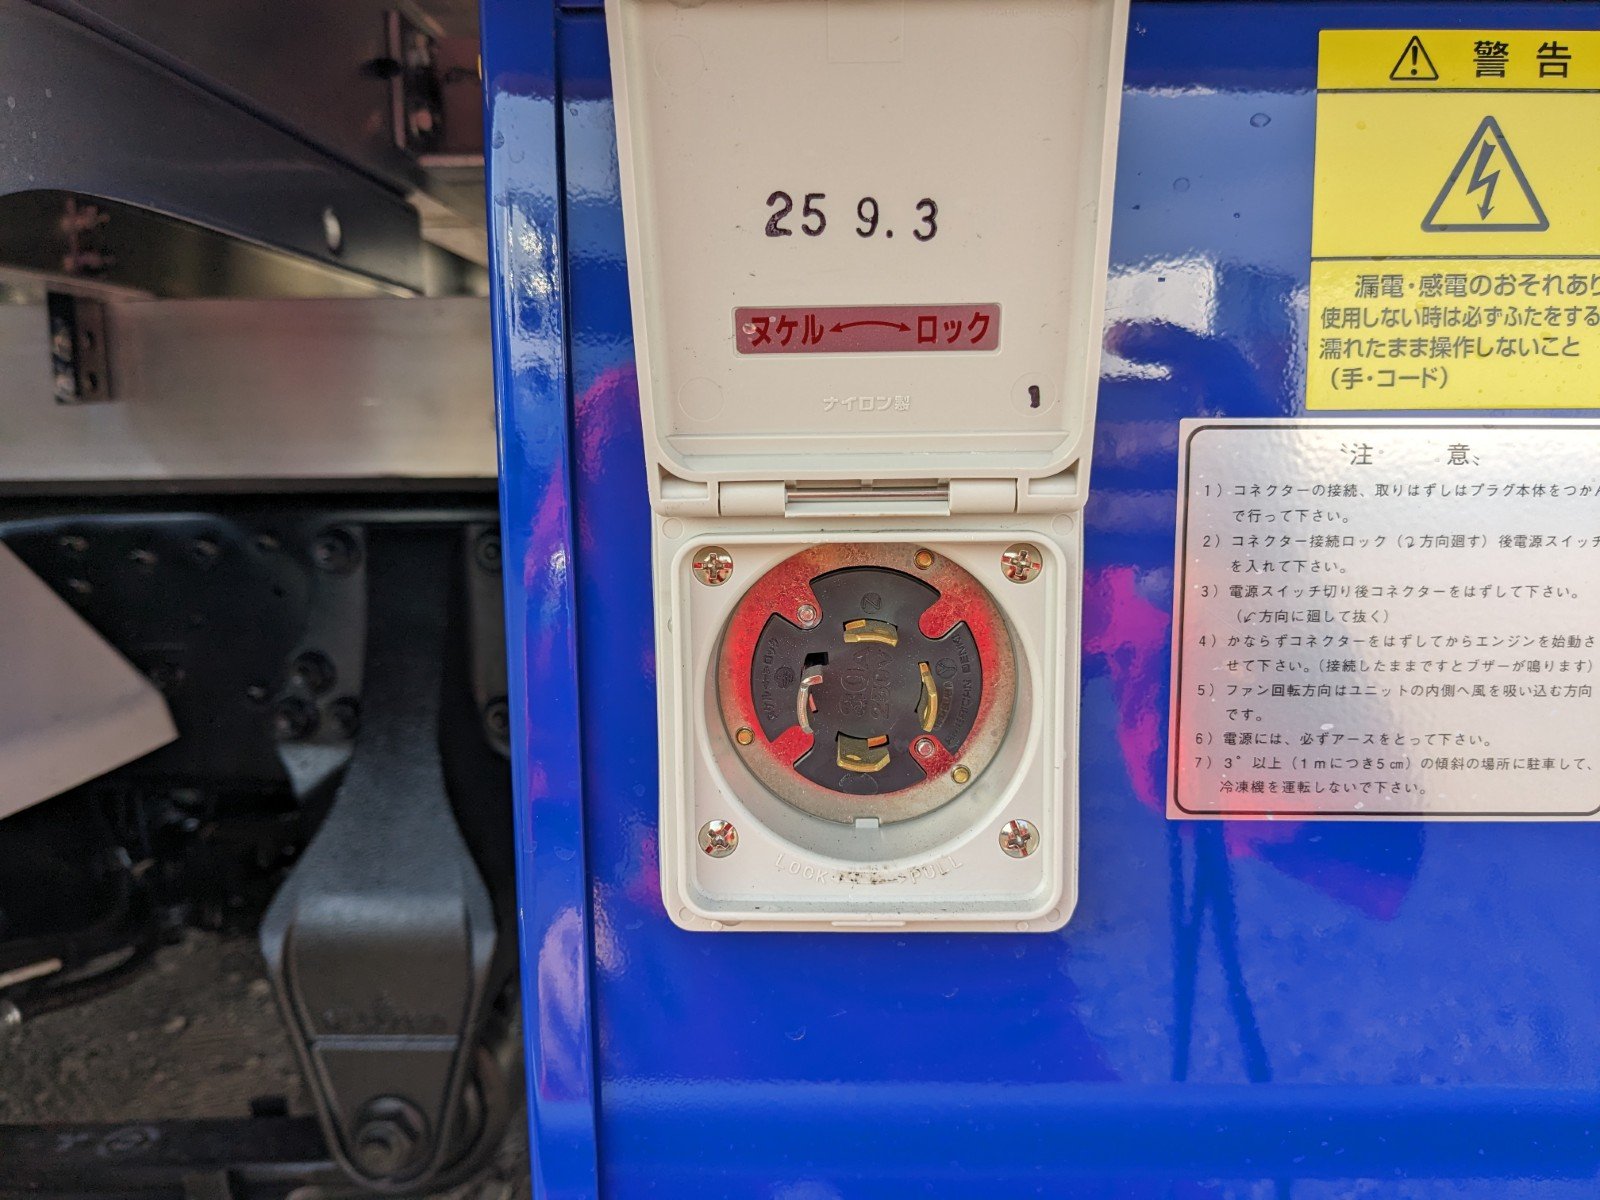 25 9.3
ヌケル ロック
ナイロン製
1
LOCK PULL
警告
漏電・感電のおそれあり
使用しない時は必ずふたをする
濡れたまま操作しないこと
(手・コード)
注 意
1) コネクターの接続、取りはずしはプラグ本体をつかん
で行って下さい。
2) コネクター接続ロック (方向廻す) 後電源スイッチ
を入れて下さい。
3) 電源スイッチ切り後コネクターをはずして下さい。
(方向に廻して抜く)
4) かならずコネクターをはずしてからエンジンを始動さ
せて下さい。(接続したままですとブザーが鳴ります)
5) ファン回転方向はユニットの内側へ風を吸い込む方向
です。
6) 電源には、必ずアースをとって下さい。
7) 3°以上 (1mにつき5㎝) の傾斜の場所に駐車して、
冷凍機を運転しないで下さい。